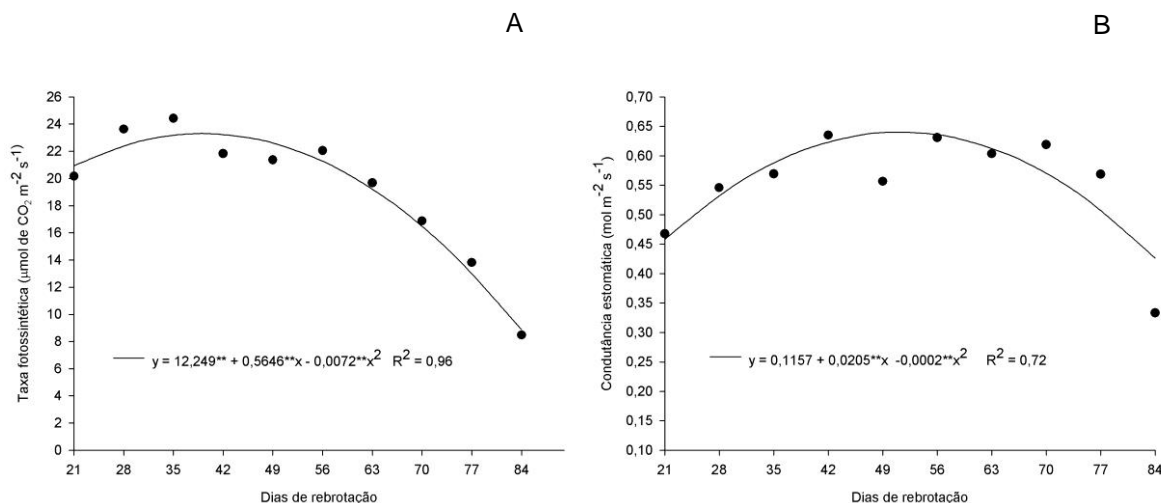 A
Taxa fotossintética (µmol de CO₂ m⁻² s⁻¹)
26
24
22
20
18
16
14
12
10
8
6
4
2
0
y = 12,249** + 0,5646**x - 0,0072**x² R² = 0,96
21 28 35 42 49 56 63 70 77 84
Dias de rebrotação
B
Condutância estomática (mol m⁻² s⁻¹)
0,70
0,65
0,60
0,55
0,50
0,45
0,40
0,35
0,30
0,25
0,20
0,15
0,10
y = 0,1157 + 0,0205**x -0,0002**x² R² = 0,72
21 28 35 42 49 56 63 70 77 84
Dias de rebrotação